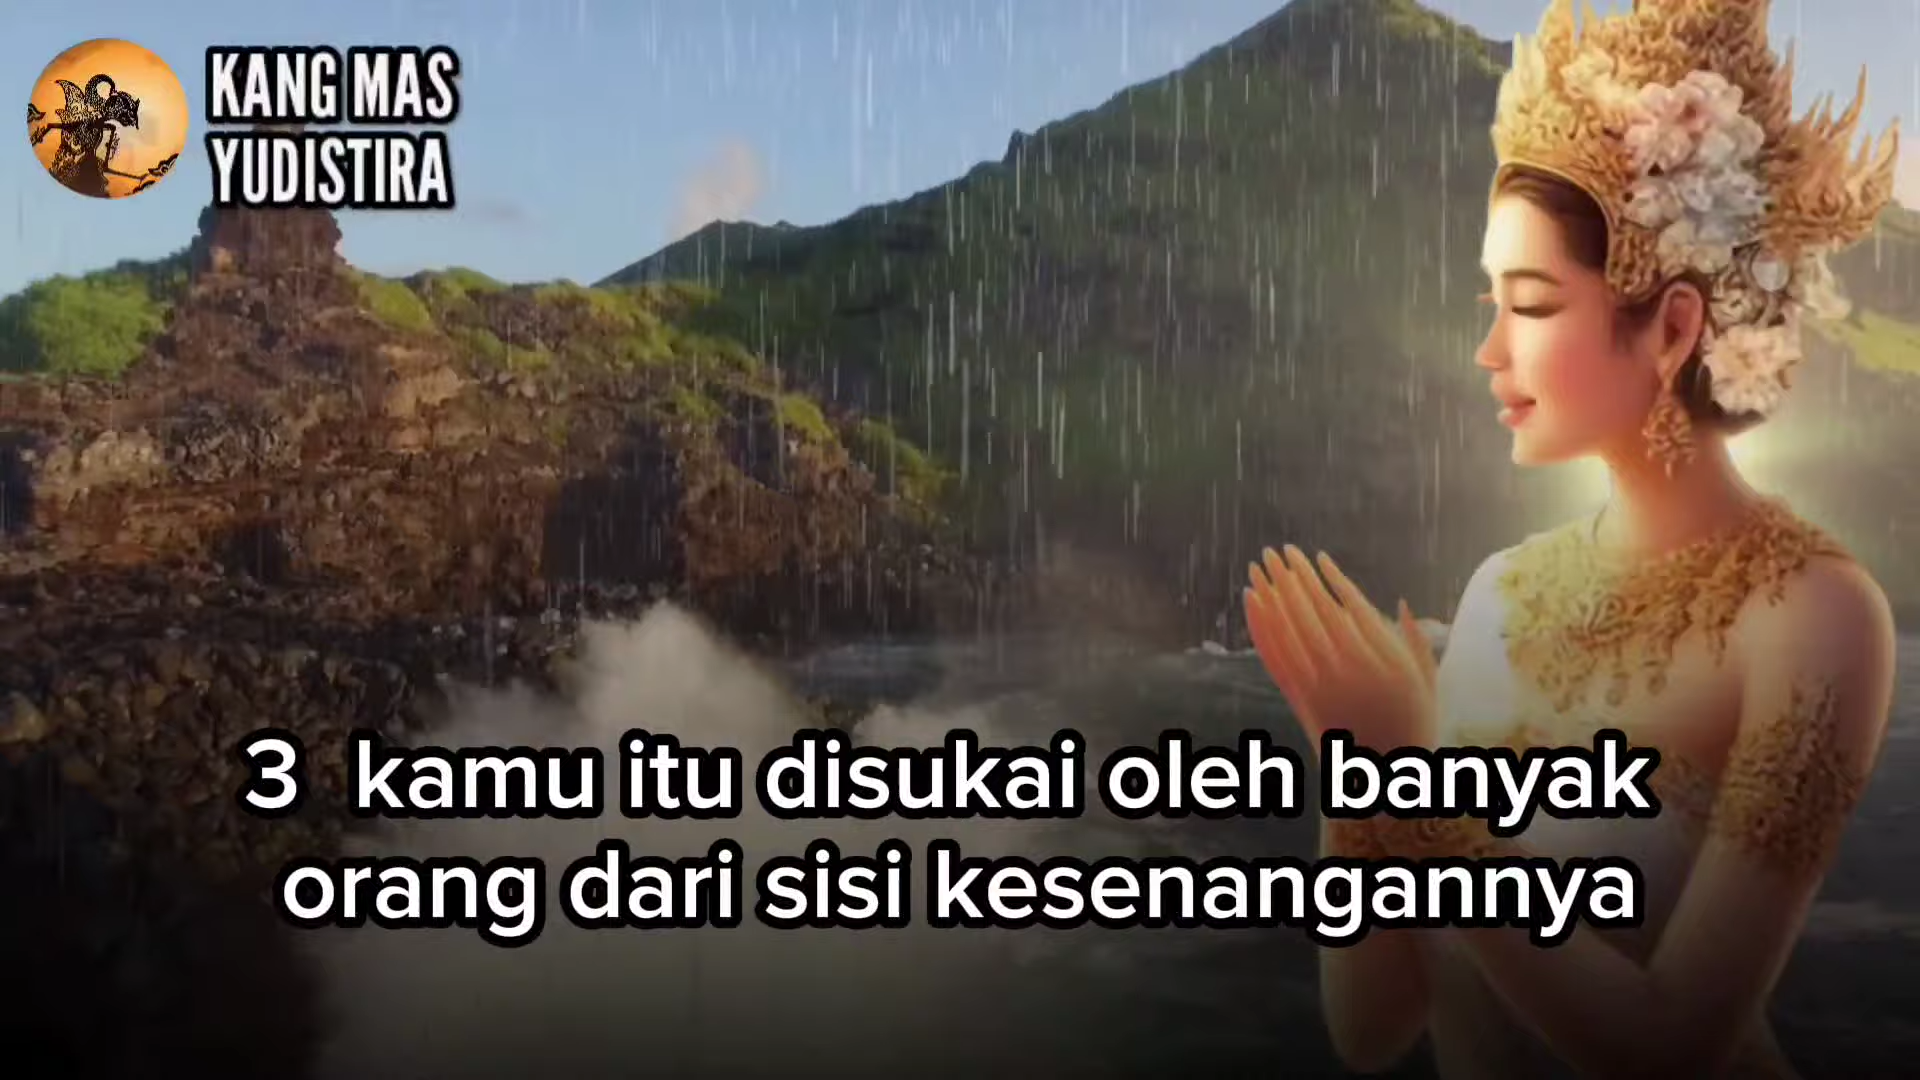 KANG MAS
YUDISTIRA
3 kamu itu disukai oleh banyak
orang dari sisi kesenangannya